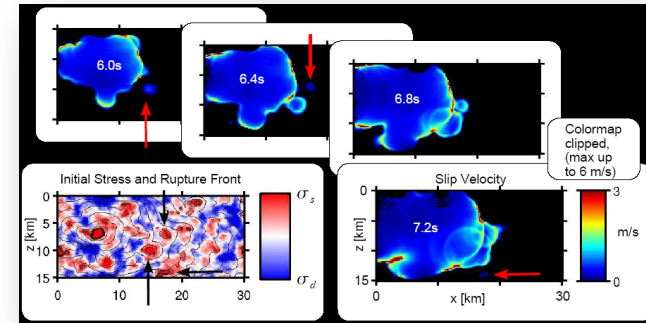 6.0s
6.4s
6.8s
Colormap
clipped,
(max up
to 6 m/s)
Initial Stress and Rupture Front
0
5
10
15
z [km]
0
10
20
30
σs
σd
Slip Velocity
7.2s
0
5
10
15
z [km]
0
10
20
30
x [km]
3
m/s
0